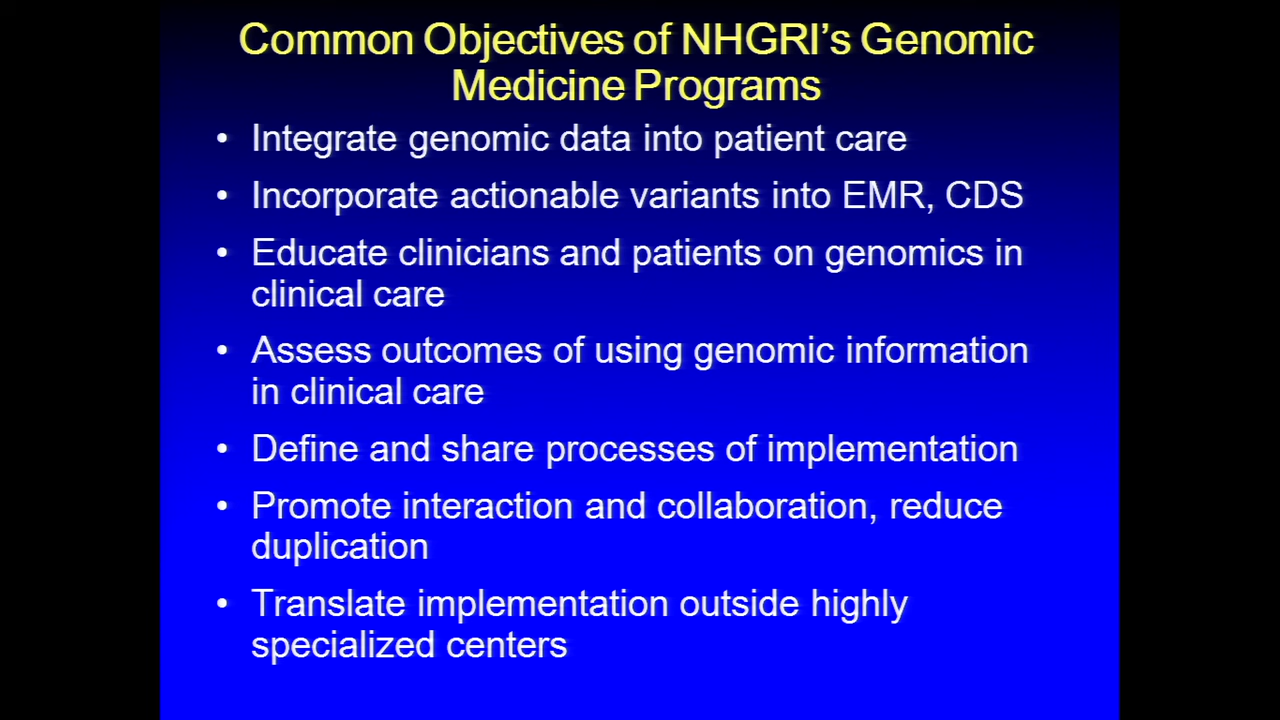 Common Objectives of NHGRI's Genomic
Medicine Programs
• Integrate genomic data into patient care
• Incorporate actionable variants into EMR, CDS
• Educate clinicians and patients on genomics in
clinical care
• Assess outcomes of using genomic information
in clinical care
• Define and share processes of implementation
• Promote interaction and collaboration, reduce
duplication
• Translate implementation outside highly
specialized centers